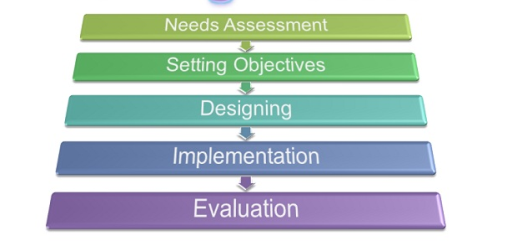 Needs Assessment
Setting Objectives
Designing
Implementation
Evaluation